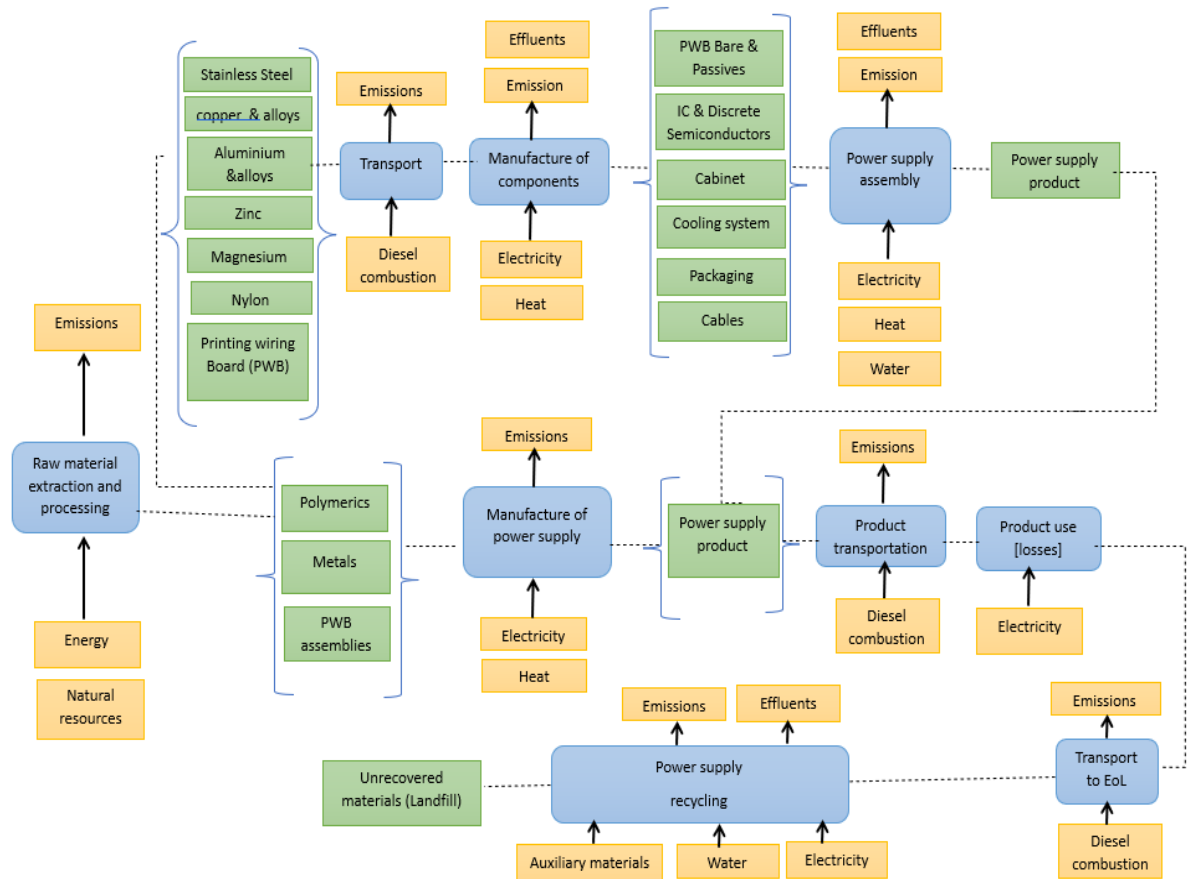 Effluents
Emission
Emissions
Stainless Steel
copper & alloys
Aluminium
&alloys
Zinc
Magnesium
Nylon
Printing wiring
Board (PWB)
Transport
Diesel
combustion
Manufacture of
components
Electricity
Heat
PWB Bare &
Passives
IC & Discrete
Semiconductors
Cabinet
Cooling system
Packaging
Cables
Effluents
Emission
Power supply
assembly
Electricity
Heat
Water
Power supply
product
Emissions
Raw material
extraction and
processing
Energy
Natural
resources
Polymerics
Metals
PWB
assemblies
Emissions
Manufacture of
power supply
Electricity
Heat
Power supply
product
Emissions
Product
transportation
Diesel
combustion
Product use
[losses]
Electricity
Emissions
Transport
to EoL
Diesel
combustion
Emissions
Effluents
Power supply
recycling
Auxiliary materials
Water
Electricity
Unrecovered
materials (Landfill)